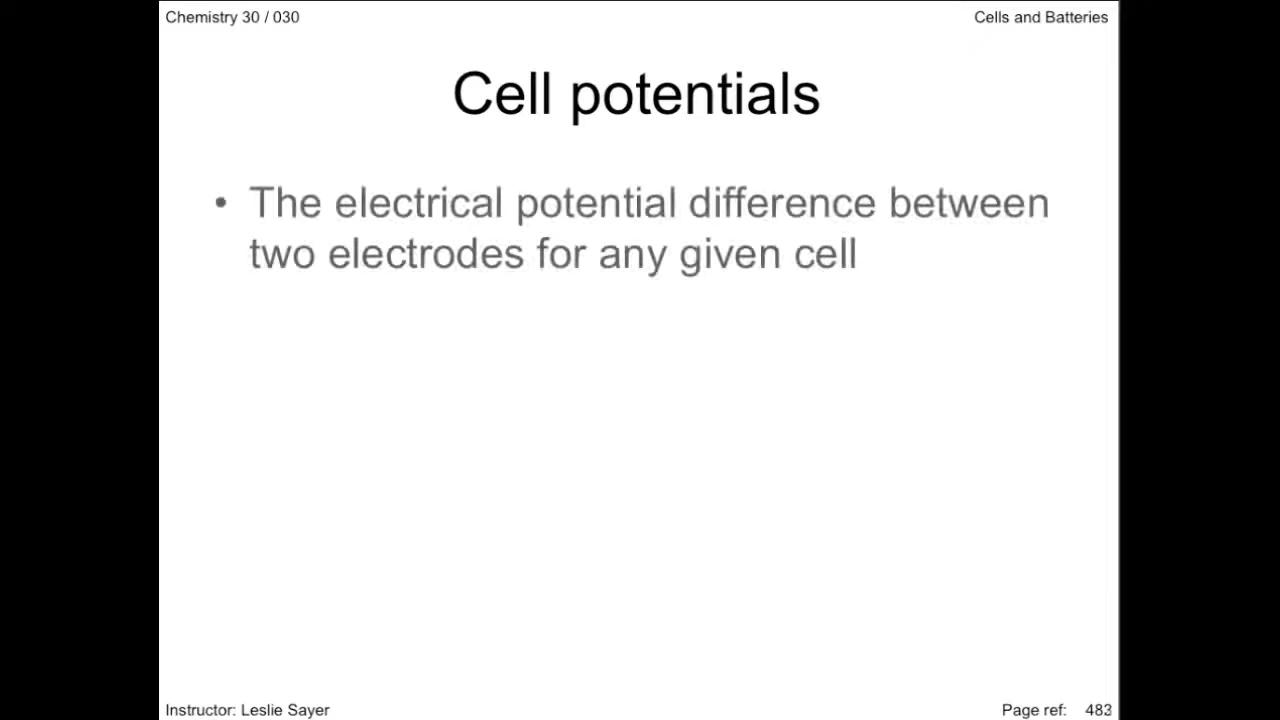 Chemistry 30 / 030
Cells and Batteries
Cell potentials
• The electrical potential difference between
two electrodes for any given cell
Instructor: Leslie Sayer
Page ref: 483